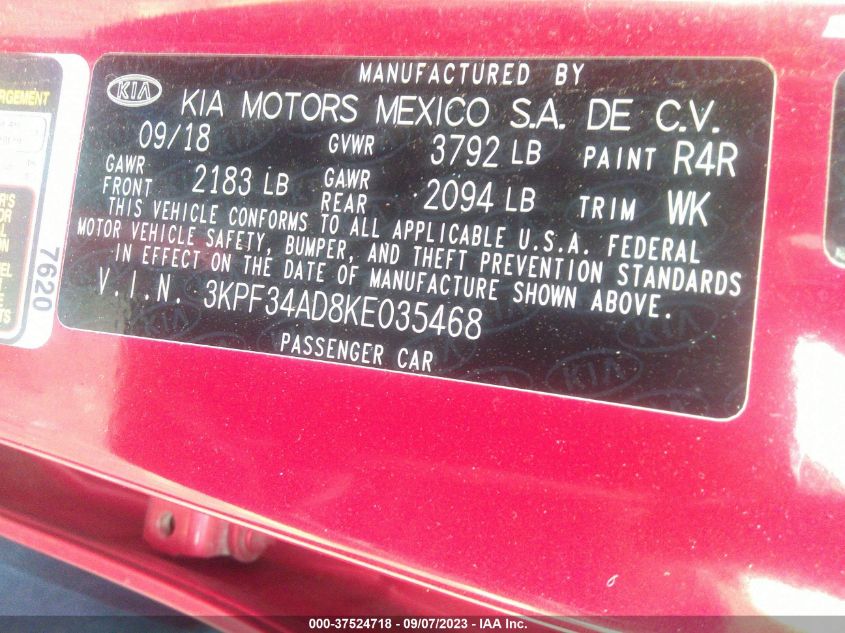 MANUFACTURED BY
KIA KIA MOTORS MEXICO S.A. DE C.V.
09/18 GVWR 3792 LB PAINT R4R
GAWR FRONT 2183 LB GAWR REAR 2094 LB TRIM WK
THIS VEHICLE CONFORMS TO ALL APPLICABLE U.S.A. FEDERAL
MOTOR VEHICLE SAFETY, BUMPER, AND THEFT PREVENTION STANDARDS
IN EFFECT ON THE DATE OF MANUFACTURE SHOWN ABOVE.
V.I.N. 3KPF34AD8KE035468
PASSENGER CAR
7620
000-37524718 - 09/07/2023 - IAA Inc.